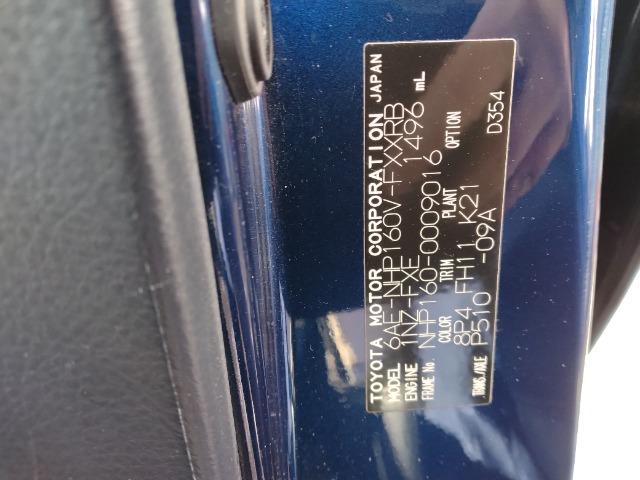 TOYOTA MOTOR CORPORATION JAPAN
MODEL 6AE-NHP160V-FXXRB
ENGINE 1NZ-FXE 1496 mL
FRAME No. NHP160-0009016
COLOR TRIM PLANT OPTION
8P4 FH11 K21
TRANS./AXLE P510 -09A
D354